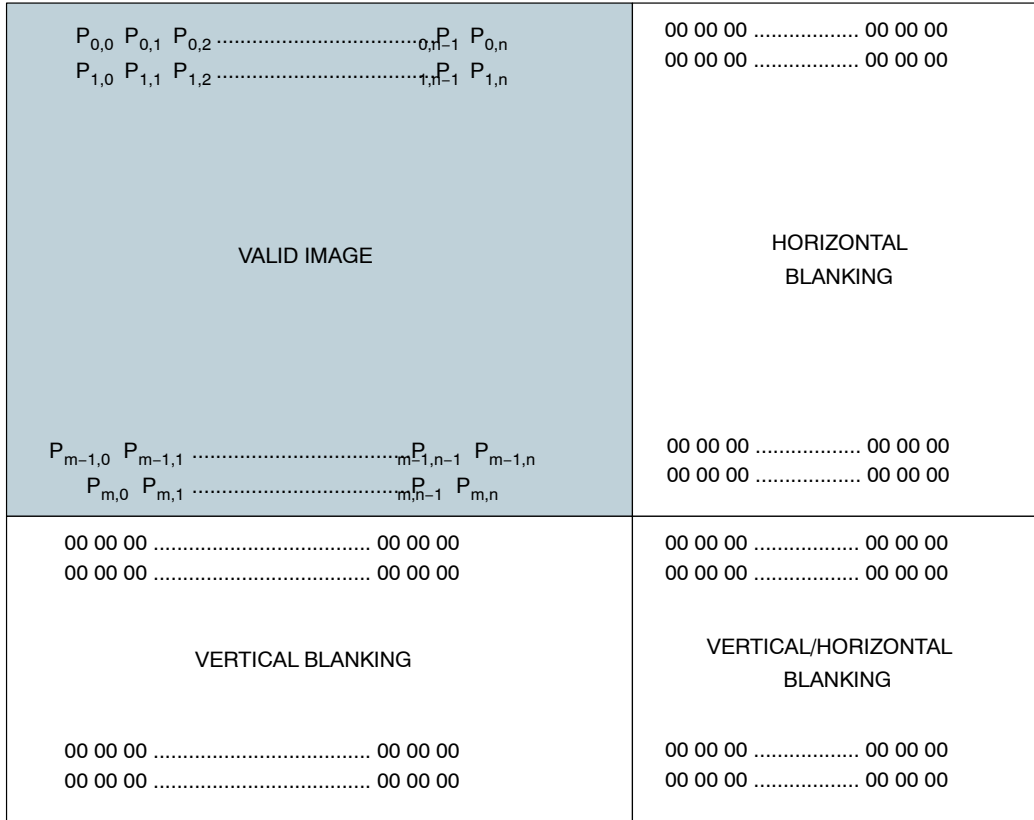 P0,0 P0,1 P0,2 .....................................P0,n−1 P0,n
P1,0 P1,1 P1,2 .....................................P1,n−1 P1,n
VALID IMAGE
Pm−1,0 Pm−1,1 .....................................Pm−1,n−1 Pm−1,n
Pm,0 Pm,1 .....................................Pm,n−1 Pm,n
00 00 00 .................. 00 00 00
00 00 00 .................. 00 00 00
HORIZONTAL
BLANKING
00 00 00 .................. 00 00 00
00 00 00 .................. 00 00 00
00 00 00 ..................................... 00 00 00
00 00 00 ..................................... 00 00 00
VERTICAL BLANKING
00 00 00 ..................................... 00 00 00
00 00 00 ..................................... 00 00 00
00 00 00 .................. 00 00 00
00 00 00 .................. 00 00 00
VERTICAL/HORIZONTAL
BLANKING
00 00 00 .................. 00 00 00
00 00 00 .................. 00 00 00